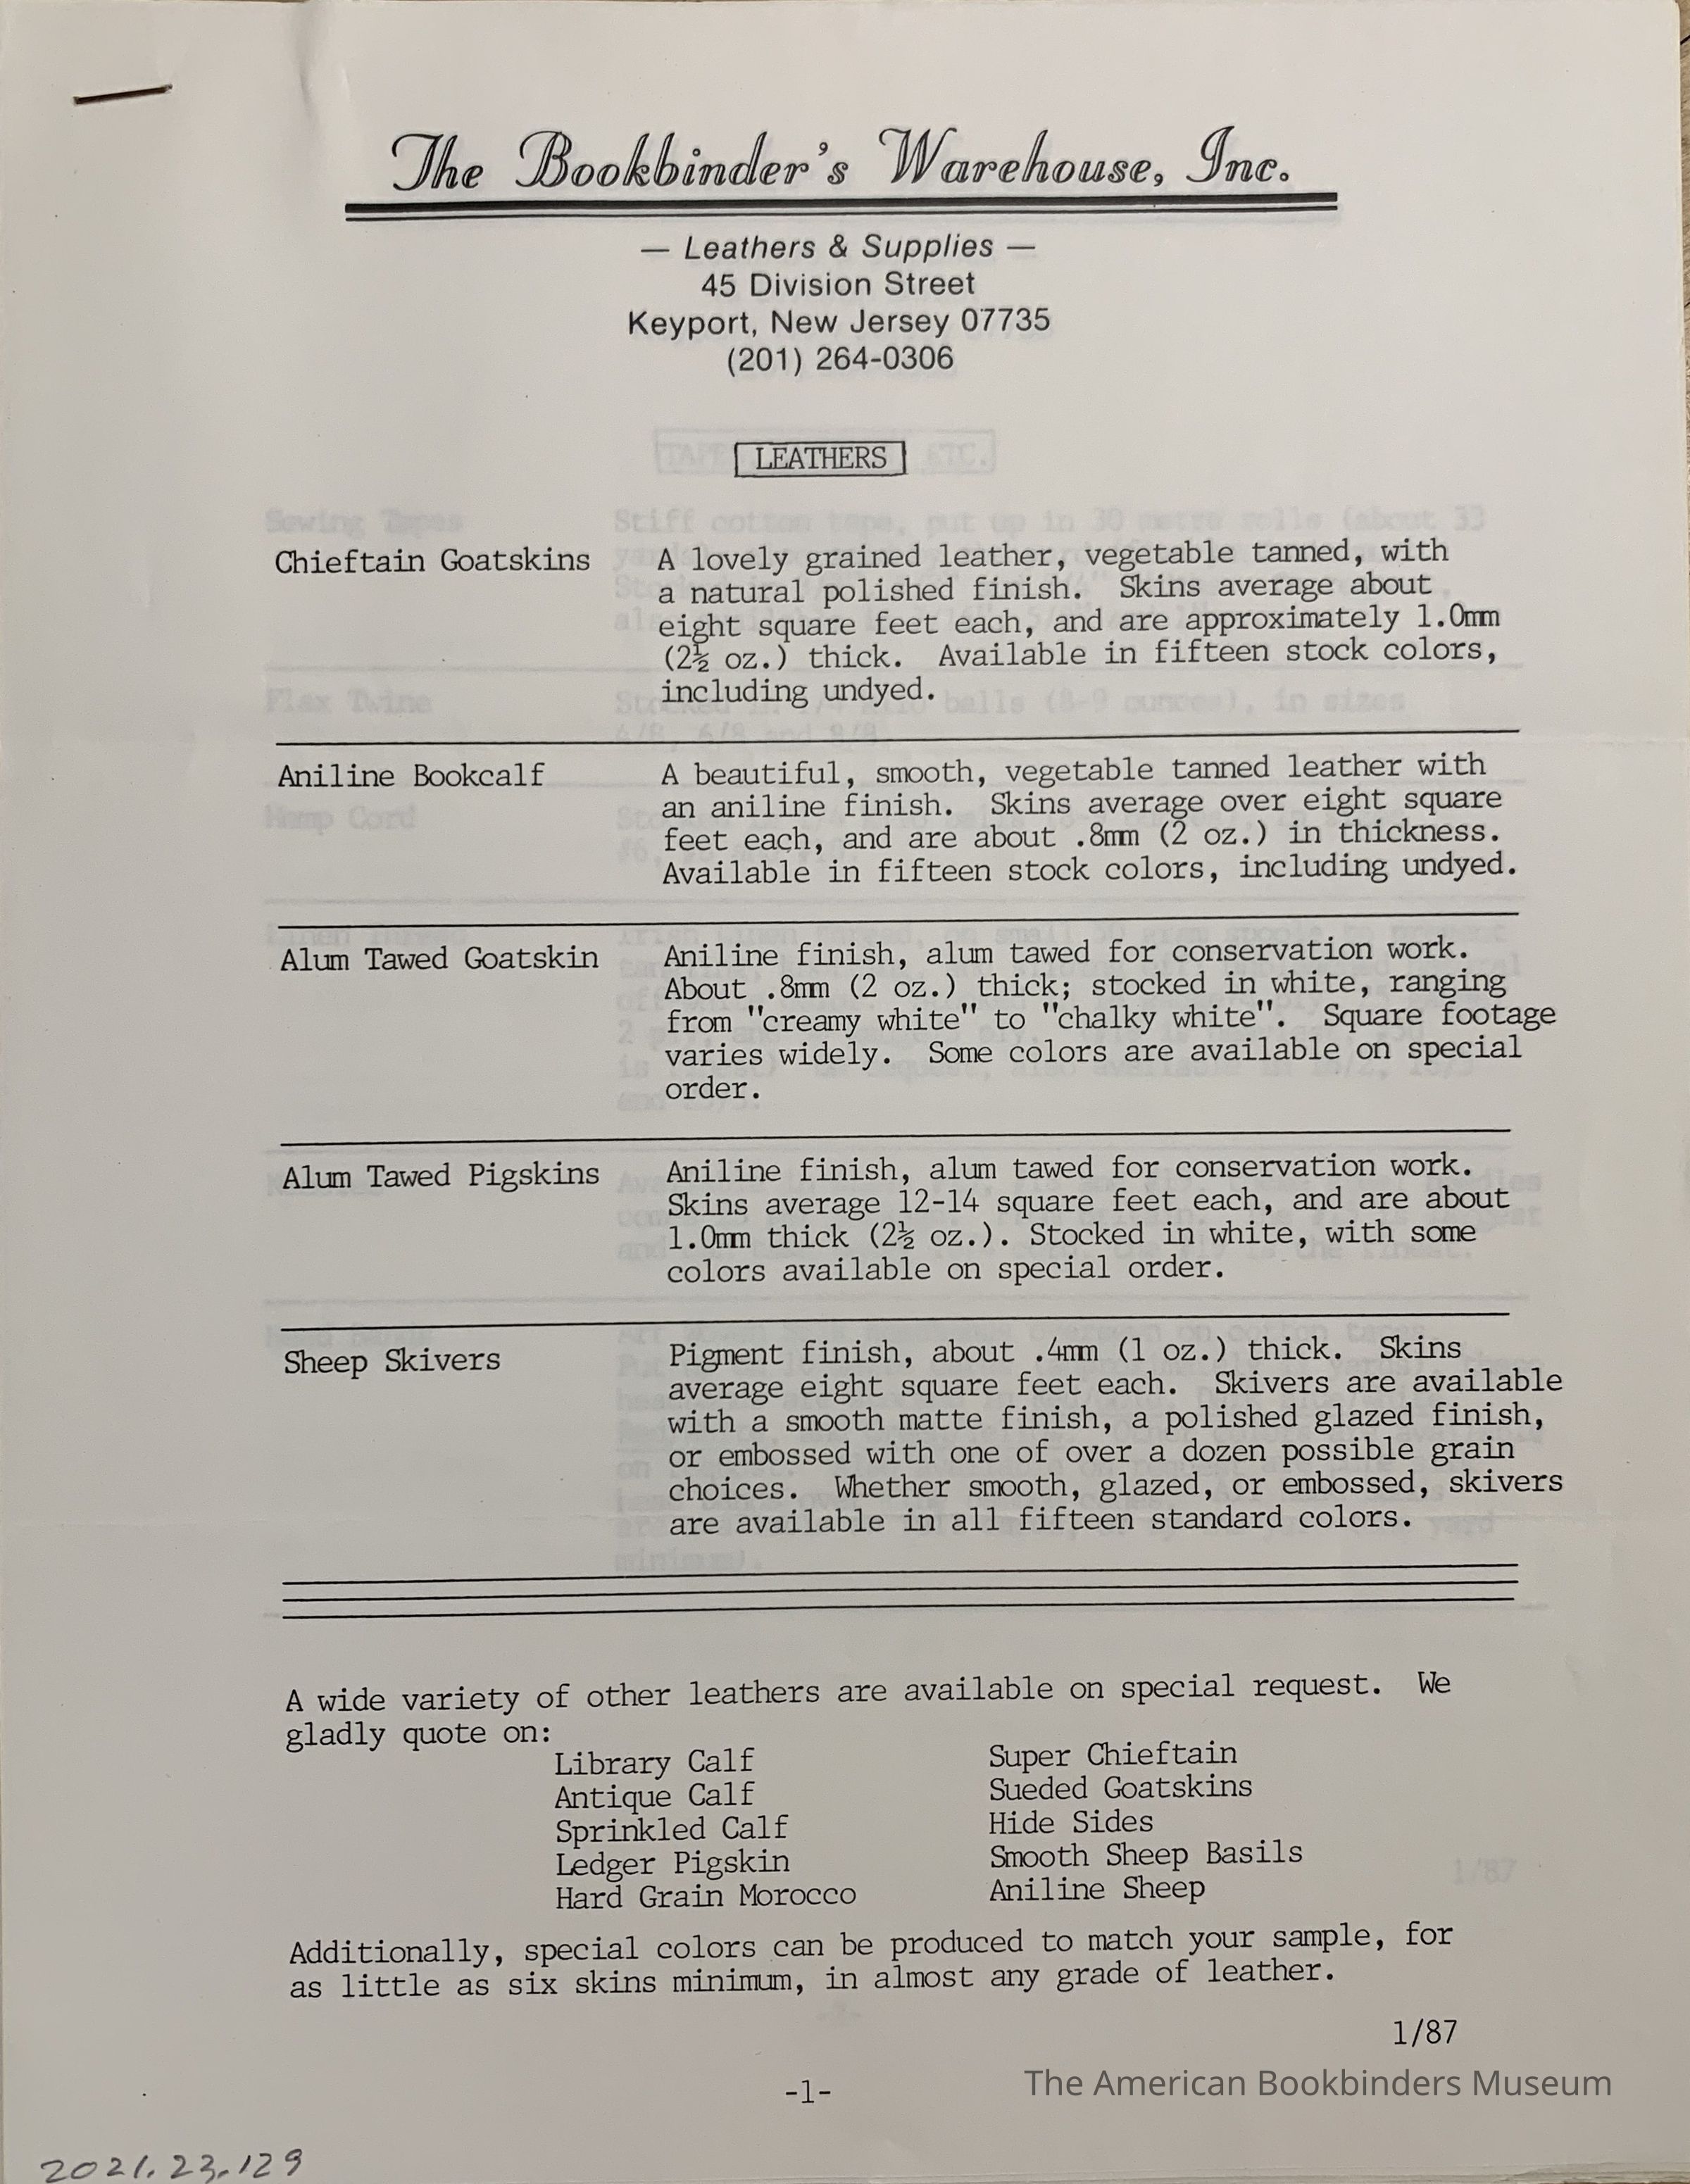 The Bookbinder's Warehouse, Inc.
— Leathers & Supplies —
45 Division Street
Keyport, New Jersey 07735
(201) 264-0306
LEATHERS
Chieftain Goatskins A lovely grained leather, vegetable tanned, with
a natural polished finish. Skins average about
eight square feet each, and are approximately 1.0mm
(2½ oz.) thick. Available in fifteen stock colors,
including undyed.
Aniline Bookcalf A beautiful, smooth, vegetable tanned leather with
an aniline finish. Skins average over eight square
feet each, and are about .8mm (2 oz.) in thickness.
Available in fifteen stock colors, including undyed.
Alum Tawed Goatskin Aniline finish, alum tawed for conservation work.
About .8mm (2 oz.) thick; stocked in white, ranging
from "creamy white" to "chalky white". Square footage
varies widely. Some colors are available on special
order.
Alum Tawed Pigskins Aniline finish, alum tawed for conservation work.
Skins average 12-14 square feet each, and are about
1.0mm thick (2½ oz.). Stocked in white, with some
colors available on special order.
Sheep Skivers Pigment finish, about .4mm (1 oz.) thick. Skins
average eight square feet each. Skivers are available
with a smooth matte finish, a polished glazed finish,
or embossed with one of over a dozen possible grain
choices. Whether smooth, glazed, or embossed, skivers
are available in all fifteen standard colors.
A wide variety of other leathers are available on special request. We
gladly quote on:
Library Calf Super Chieftain
Antique Calf Sueded Goatskins
Sprinkled Calf Hide Sides
Ledger Pigskin Smooth Sheep Basils
Hard Grain Morocco Aniline Sheep
Additionally, special colors can be produced to match your sample, for
as little as six skins minimum, in almost any grade of leather.
1/87
-1-
The American Bookbinders Museum
2021.23.129